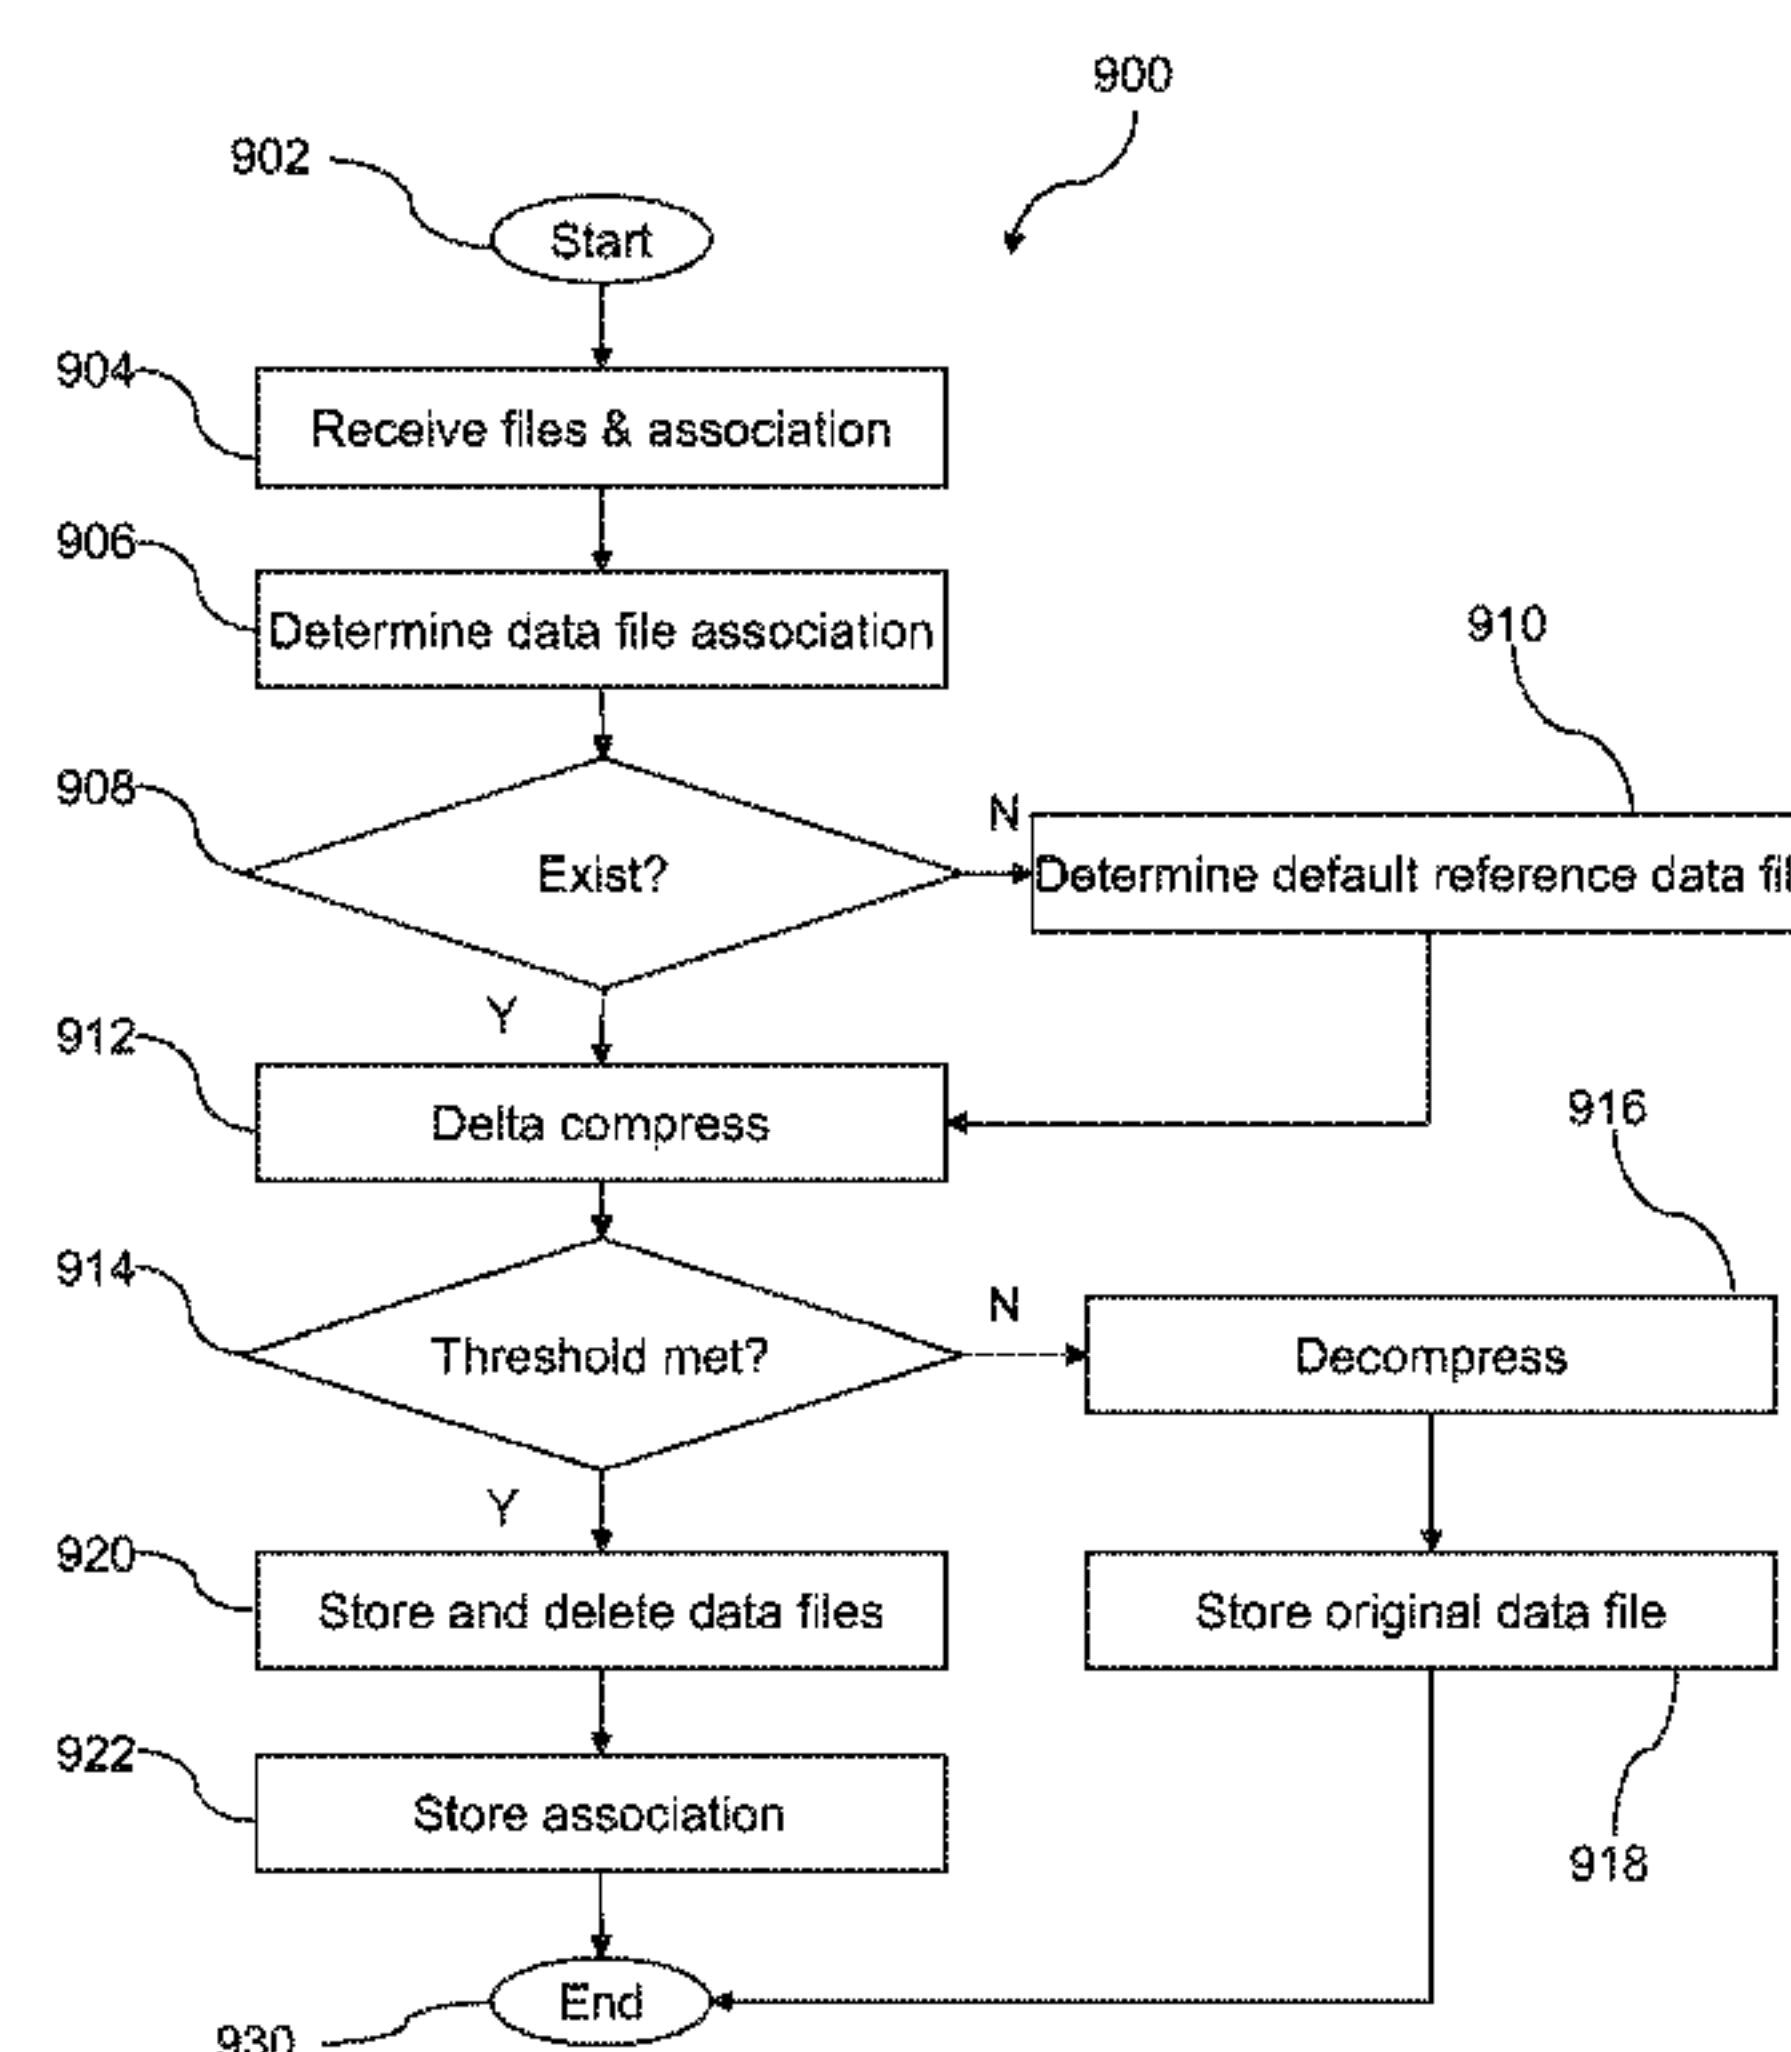 900
902
Start
904
Receive files & association
906
Determine data file association
910
908
Exist?
N
Determine default reference data
Y
912
Delta compress
916
914
Threshold met?
N
Decompress
Y
920
Store and delete data files
Store original data file
922
Store association
918
End
930